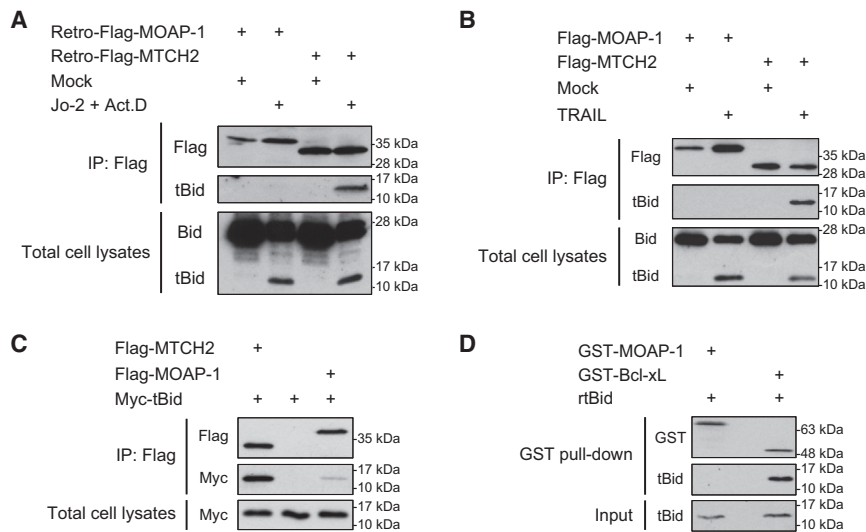 A
Retro-Flag-MOAP-1 + +
Retro-Flag-MTCH2 + +
Mock + +
Jo-2 + Act.D + +
IP: Flag
Flag
-35 kDa
-28 kDa
tBid
-17 kDa
-10 kDa
Total cell lysates
Bid
-28 kDa
tBid
-17 kDa
-10 kDa
B
Flag-MOAP-1 + +
Flag-MTCH2 + +
Mock + +
TRAIL + +
IP: Flag
Flag
-35 kDa
-28 kDa
tBid
-17 kDa
-10 kDa
Total cell lysates
Bid
-28 kDa
tBid
-17 kDa
-10 kDa
C
Flag-MTCH2 +
Flag-MOAP-1 +
Myc-tBid + + +
IP: Flag
Flag
-35 kDa
Myc
-17 kDa
-10 kDa
Total cell lysates
Myc
-17 kDa
-10 kDa
D
GST-MOAP-1 +
GST-Bcl-xL +
rtBid + +
GST pull-down
GST
-63 kDa
-48 kDa
tBid
-17 kDa
-10 kDa
Input
tBid
-17 kDa
-10 kDa